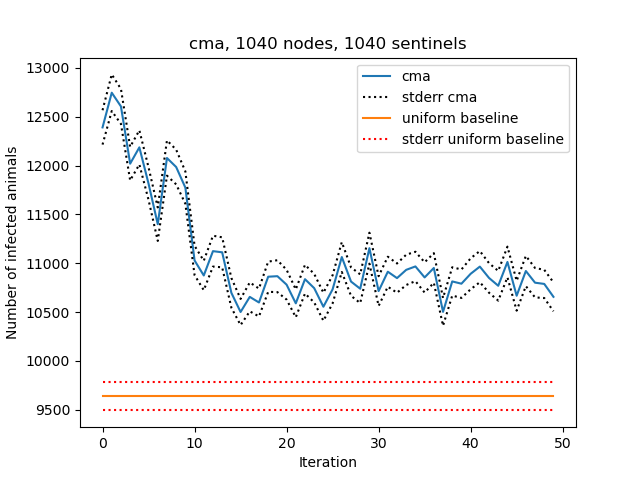 cma, 1040 nodes, 1040 sentinels
13000
12500
12000
11500
11000
10500
10000
9500
Number of infected animals
cma
stderr cma
uniform baseline
stderr uniform baseline
0
10
20
30
40
50
Iteration